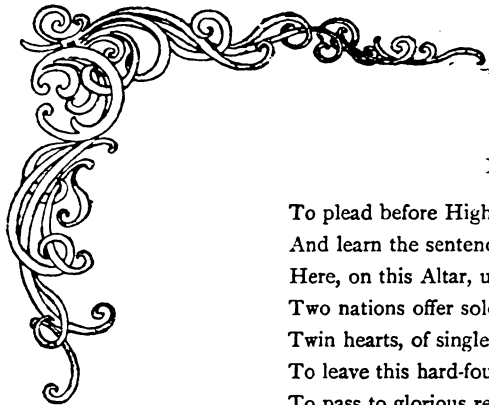 To plead before High
And learn the sentenc
Here, on this Altar, u
Two nations offer sol
Twin hearts, of single
To leave this hard-fou
To pass to glorious re